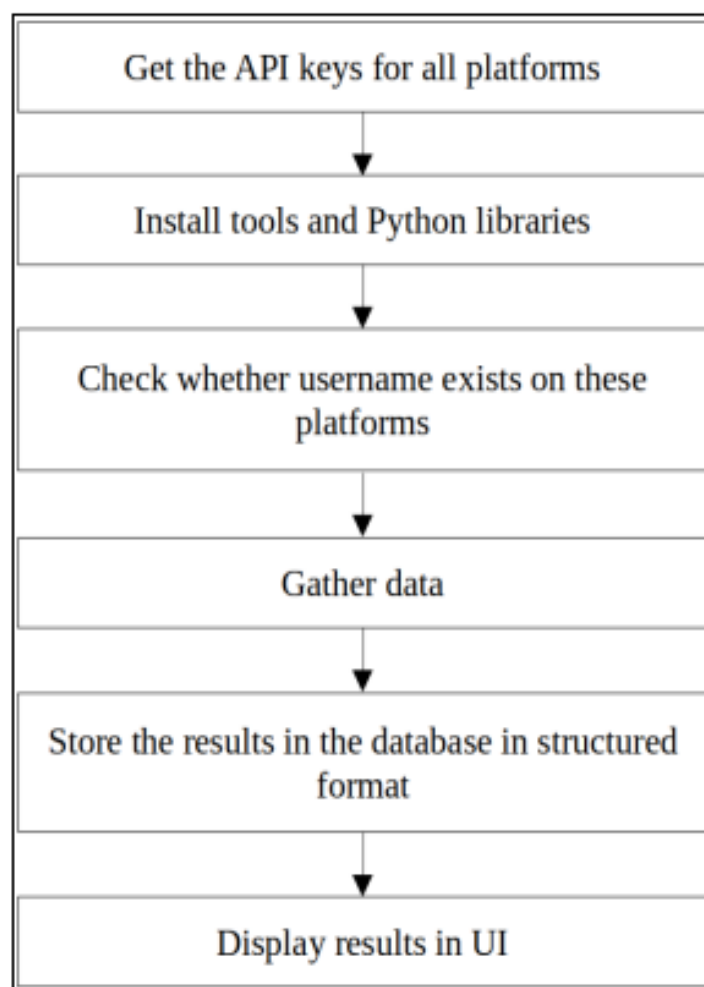 Get the API keys for all platforms
Install tools and Python libraries
Check whether username exists on these
platforms
Gather data
Store the results in the database in structured
format
Display results in UI